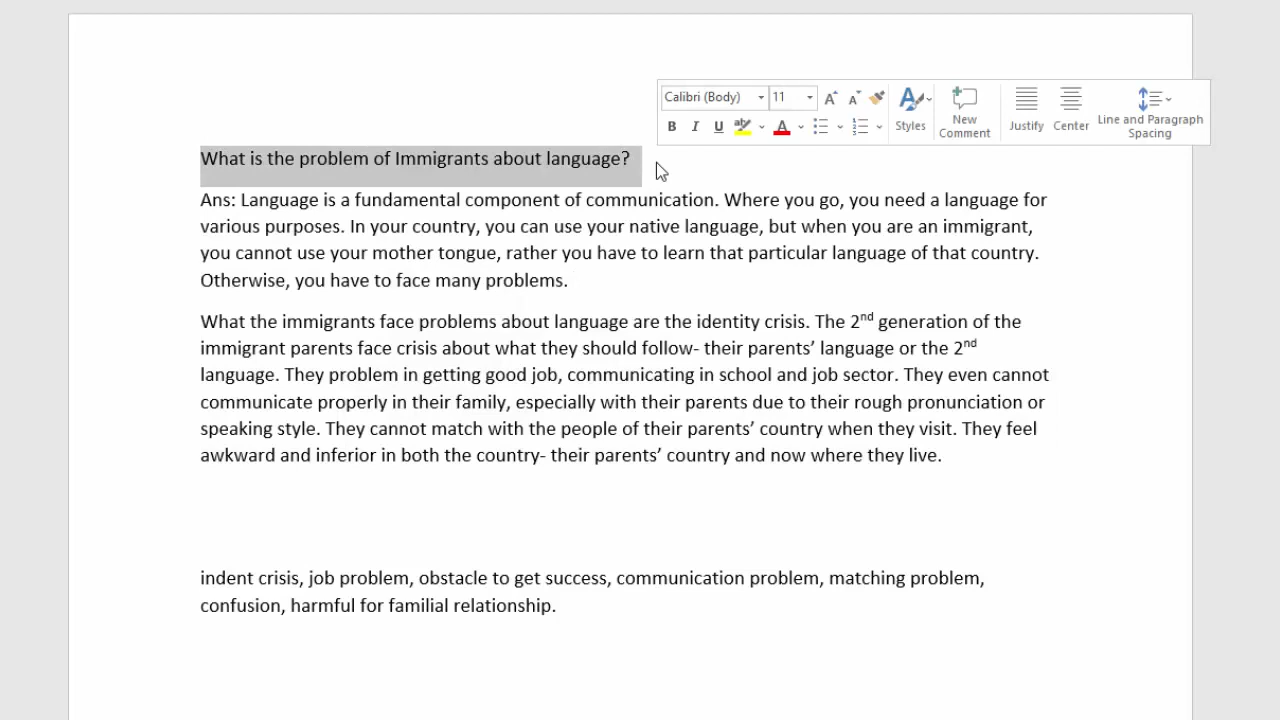 Calibri (Body) 11 A A
B I U aby A Styles New Comment Justify Center Line and Paragraph Spacing
What is the problem of Immigrants about language?
Ans: Language is a fundamental component of communication. Where you go, you need a language for
various purposes. In your country, you can use your native language, but when you are an immigrant,
you cannot use your mother tongue, rather you have to learn that particular language of that country.
Otherwise, you have to face many problems.
What the immigrants face problems about language are the identity crisis. The 2nd generation of the
immigrant parents face crisis about what they should follow- their parents’ language or the 2nd
language. They problem in getting good job, communicating in school and job sector. They even cannot
communicate properly in their family, especially with their parents due to their rough pronunciation or
speaking style. They cannot match with the people of their parents’ country when they visit. They feel
awkward and inferior in both the country- their parents’ country and now where they live.
indent crisis, job problem, obstacle to get success, communication problem, matching problem,
confusion, harmful for familial relationship.